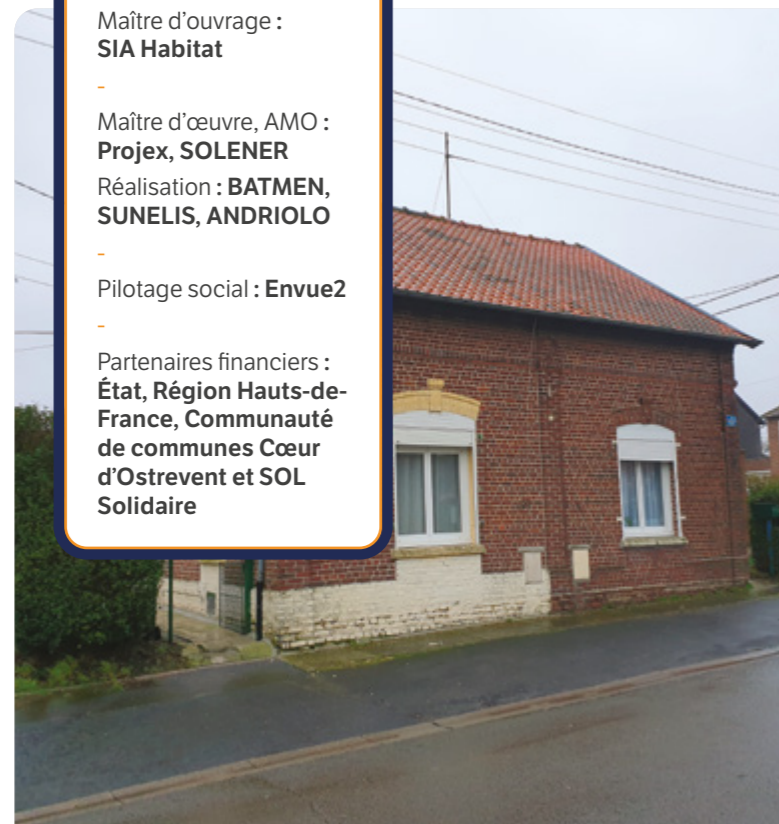 Maître d’ouvrage :
SIA Habitat
-
Maître d’œuvre, AMO :
Projex, SOLENER
Réalisation : BATMEN,
SUNELIS, ANDRIOLO
-
Pilotage social : Envue2
-
Partenaires financiers :
État, Région Hauts-de-
France, Communauté
de communes Cœur
d’Ostrevent et SOL
Solidaire